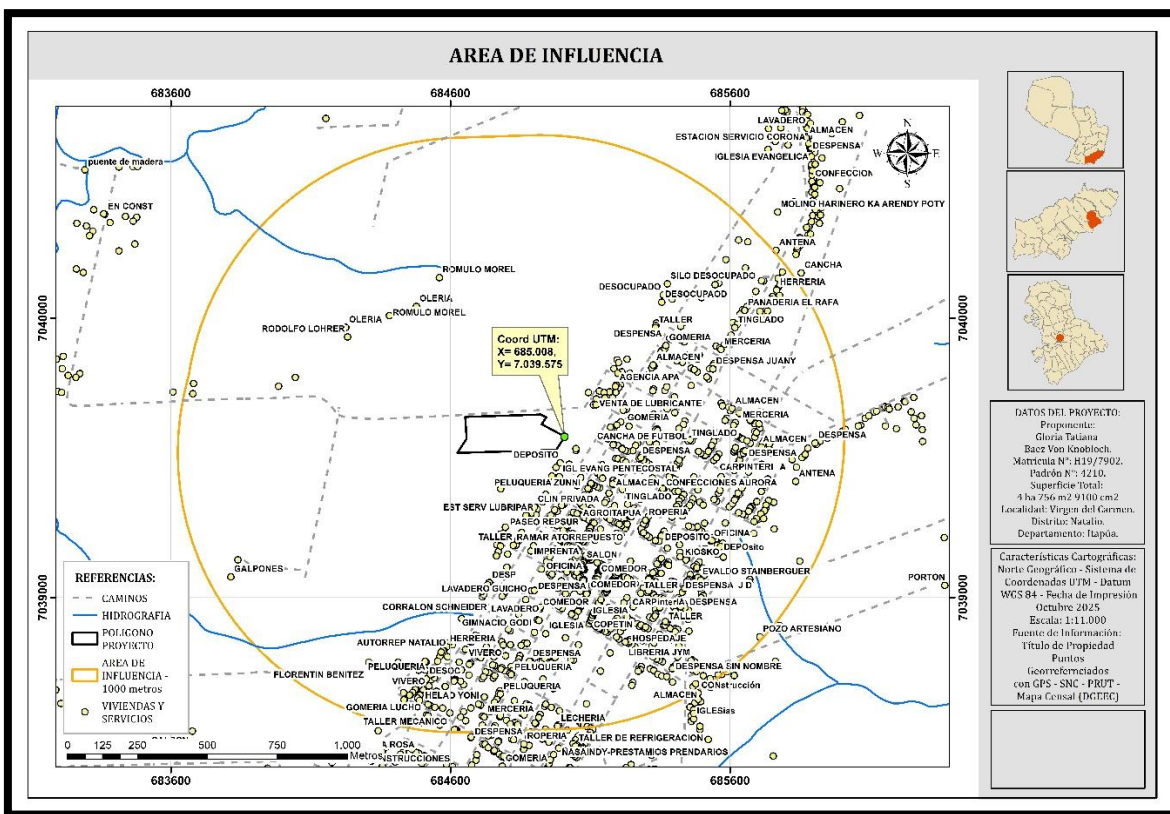 AREA DE INFLUENCIA
683600
684600
685600
LAVADERO
ALMACEN
ESTACION SERVICIO CORONA
DESPENSA
IGLESIA EVANGELICA
CONFECCION
N
W
E
S
puente de madera
EN CONST
MOLINO HARINERO KA ARENDY POTY
ANTENA
CANCHA
ROMULO MOREL
SILO DESOCUPADO
HERRERIA
DESOCUPADO
PANADERIA EL RAFA
OLERIA
ROMULO MOREL
OLERIA
RODOLFO LOHRER
7040000
7040000
TALLER
TINGLADO
DESPENSA
GOMERIA
MERCERIA
Coord UTM:
X= 685.008,
Y= 7.039.575
ALMACEN
DESPENSA JUANY
AGENCIA APA
VENTA DE LUBRICANTE
ALMACEN
GOMERIA
MERCERIA
CANCHA DE FUTBOL
TINGLADO
ALMACEN
DESPENSA
DEPOSITO
DESPENSA
DESPENSA
IGL EVANG PENTECOSTAL
CARPINTERIA
ANTENA
PELUQUERIA ZUNNI
ALMACEN
CONFECCIONES AURORA
CLIN PRIVADA
TINGLADO
EST SERV LUBRIPAR
AGROITAPUA
ROPERIA
PASEO REPSUR
TALLER
RAMAR ATORREPUESTO
DEPOSITO
OFICINA
IMPRENTA
SALON
KIOSKO
DEPOsito
GALPONES
DESP
OFICINA
COMEDOR
EVALDO STAINBERGUER
LAVADERO GUICHO
DESPENSA
COMEDOR
TALLER
DESPENSA J D
PORTON
CORRALON SCHNEIDER
LAVADERO
COMEDOR
CARPinteriA
DESPENSA
7039000
7039000
GIMNACIO GODI
IGLESIA
IGLESIA
COPETIN
TALLER
POZO ARTESIANO
AUTORREP NATALIO
HERRERIA
HOSPEDAJE
VIVERO
DESPENSA
LIBRERIA JYM
PELUQUERIA
DESOC
PELUQUERIA
DESPENSA SIN NOMBRE
FLORENTIN BENITEZ
VIVERO
PELUQUERIA
CONstrucción
HELAD YONI
ALMACEN
GOMERIA LUCHO
MERCERIA
IGLESias
TALLER MECANICO
LECHERIA
DESPENSA
ROPERIA
TALLER DE REFRIGERACION
A ROSA
NASAINDY-PRESTAMOS PRENDARIOS
NSTRUCCIONES
GOMERIA
REFERENCIAS:
CAMINOS
HIDROGRAFIA
POLIGONO
PROYECTO
AREA DE
INFLUENCIA -
1000 metros
VIVIENDAS Y
SERVICIOS
0 125 250 500 750 1.000
Metros
683600
684600
685600
DATOS DEL PROYECTO:
Proponente:
Gloria Tatiana
Baez Von Knobloch.
Matricula N°: H19/7902.
Padrón N°: 4210.
Superficie Total:
4 ha 756 m2 9100 cm2
Localidad: Virgen del Carmen.
Distrito: Natalio.
Departamento: Itapúa.
Características Cartográficas:
Norte Geográfico - Sistema de
Coordenadas UTM - Datum
WGS 84 - Fecha de Impresión
Octubre 2025
Escala: 1:11.000
Fuente de Información:
Título de Propiedad
Puntos
Georreferenciados
con GPS - SNC - PRUT -
Mapa Censal (DGEEC)